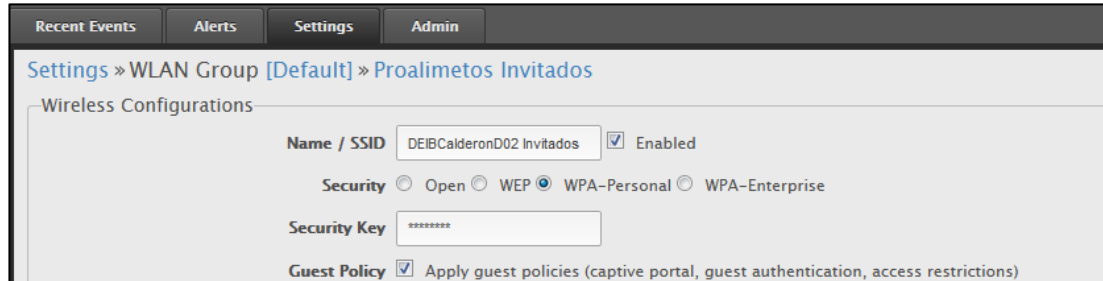 Recent Events Alerts Settings Admin
Settings » WLAN Group [Default] » Proalimetos Invitados
Wireless Configurations
Name / SSID DEIBCalderonD02 Invitados Enabled
Security Open WEP WPA-Personal WPA-Enterprise
Security Key ********
Guest Policy Apply guest policies (captive portal, guest authentication, access restrictions)